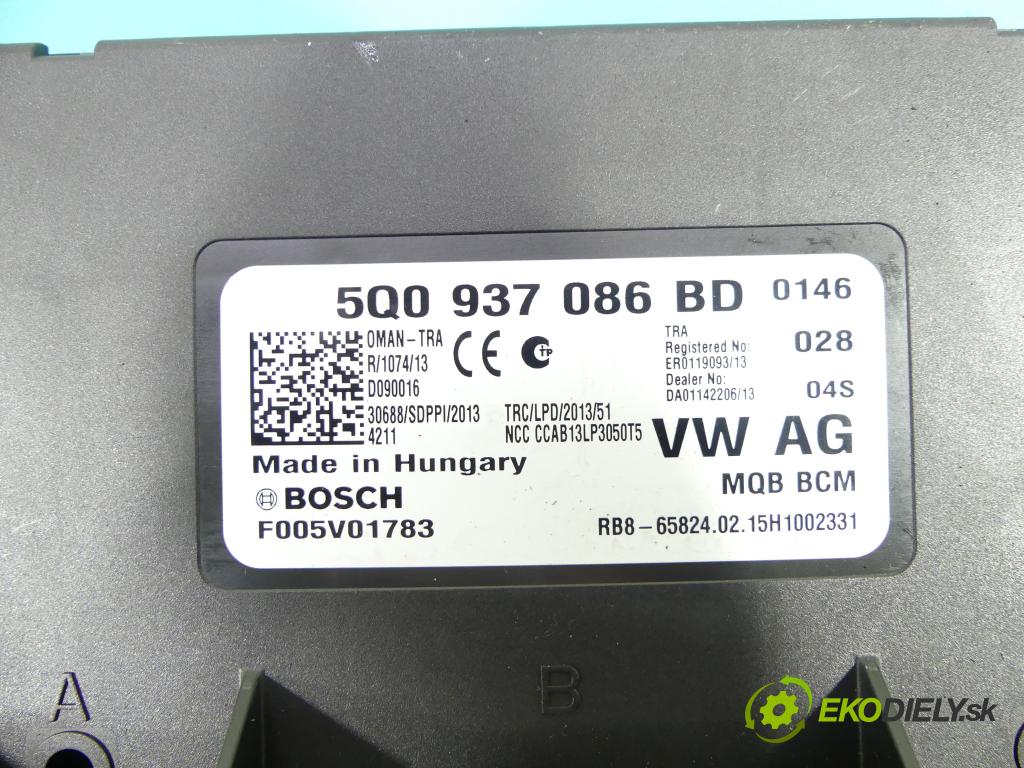 5Q0 937 086 BD 0146
OMAN-TRA
R/1074/13
D090016
30688/SDPPI/2013
4211
CE
TP
TRC/LPD/2013/51
NCC CCAB13LP3050T5
TRA
Registered No:
ER0119093/13
Dealer No:
DA01142206/13
028
04S
VW AG
MQB BCM
Made in Hungary
BOSCH
F005V01783
RB8-65824.02.15H1002331
A
B
EKODIELY.sk